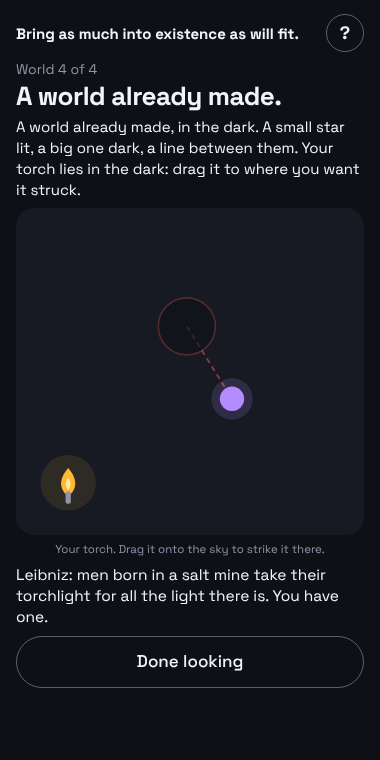 Bring as much into existence as will fit.
?
World 4 of 4
A world already made.
A world already made, in the dark. A small star
lit, a big one dark, a line between them. Your
torch lies in the dark: drag it to where you want
it struck.
Your torch. Drag it onto the sky to strike it there.
Leibniz: men born in a salt mine take their
torchlight for all the light there is. You have
one.
Done looking